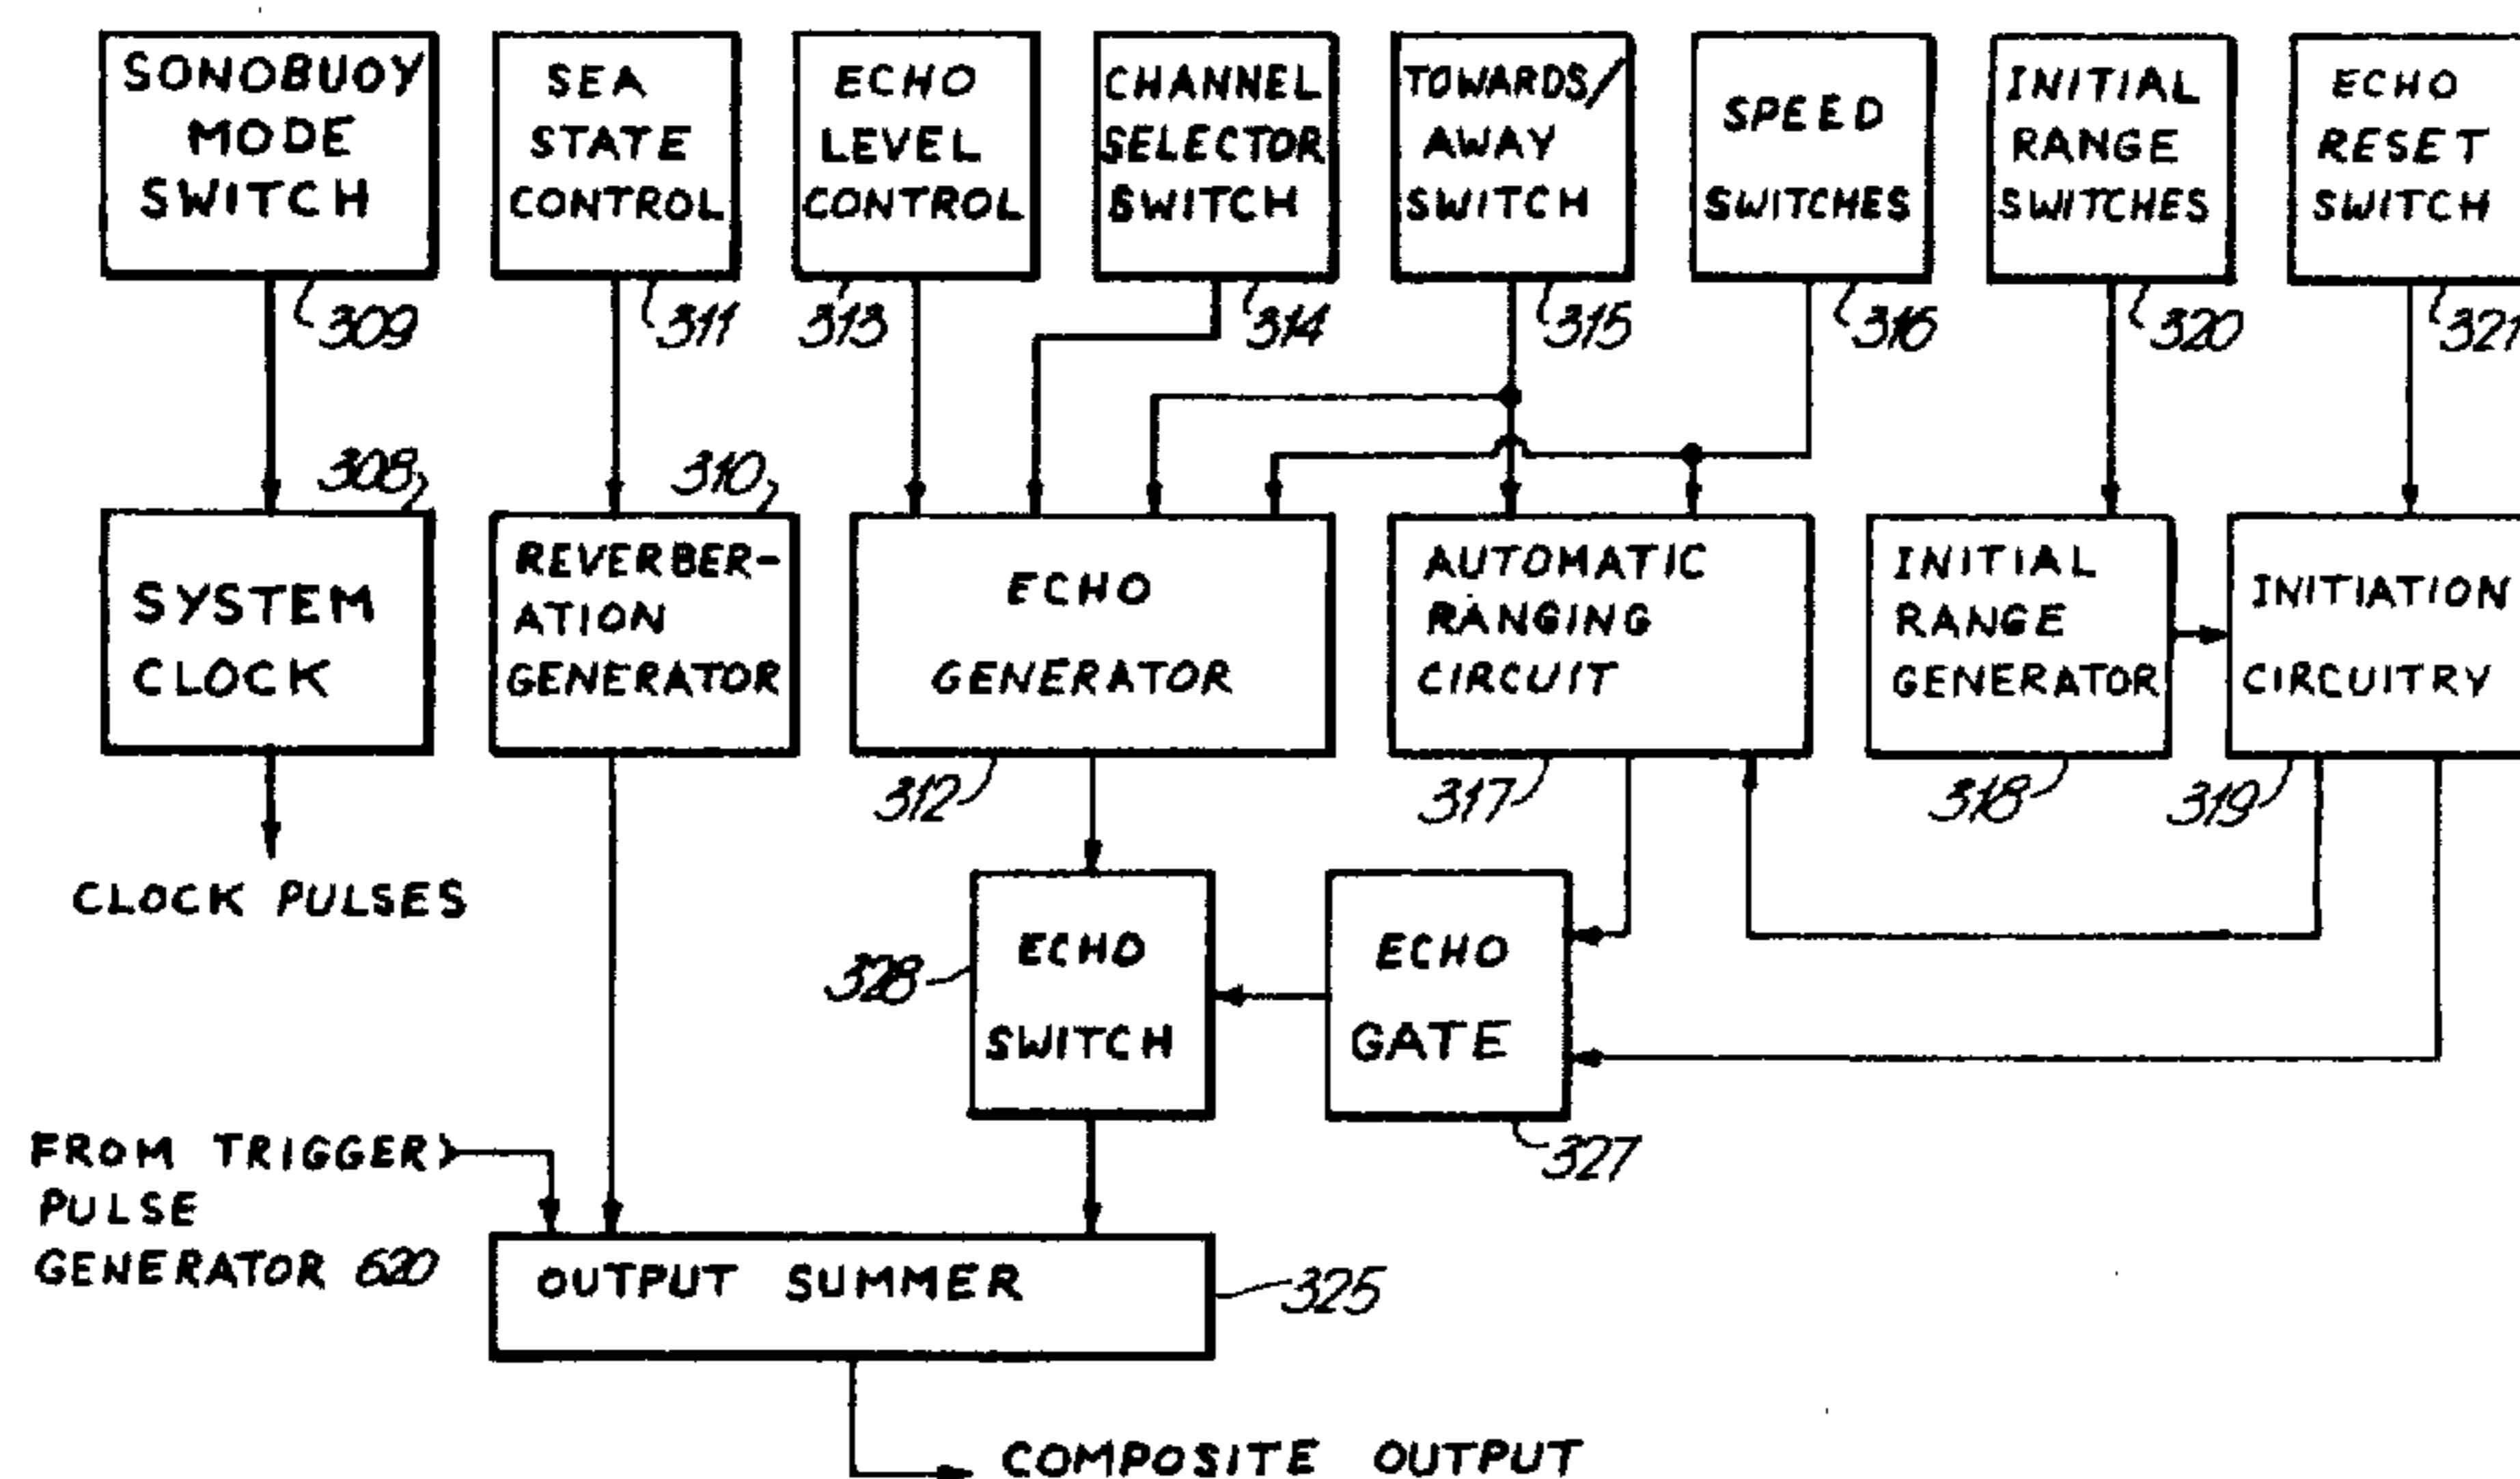 SONOBUOY
MODE
SWITCH
SEA
STATE
CONTROL
ECHO
LEVEL
CONTROL
CHANNEL
SELECTOR
SWITCH
TOWARDS/
AWAY
SWITCH
SPEED
SWITCHES
INITIAL
RANGE
SWITCHES
ECHO
RESET
SWITCH
309
311
313
314
315
316
320
321
308
310
SYSTEM
CLOCK
REVERBER-
ATION
GENERATOR
ECHO
GENERATOR
AUTOMATIC
RANGING
CIRCUIT
INITIAL
RANGE
GENERATOR
INITIATION
CIRCUITRY
312
317
318
319
CLOCK PULSES
328
ECHO
SWITCH
ECHO
GATE
327
FROM TRIGGER
PULSE
GENERATOR 620
OUTPUT SUMMER
325
COMPOSITE OUTPUT